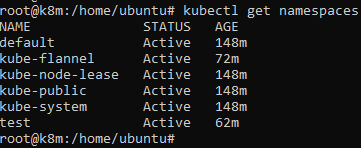 root@k8m:/home/ubuntu# kubectl get namespaces
NAME              STATUS   AGE
default           Active   148m
kube-flannel      Active   72m
kube-node-lease   Active   148m
kube-public       Active   148m
kube-system       Active   148m
test              Active   62m
root@k8m:/home/ubuntu#